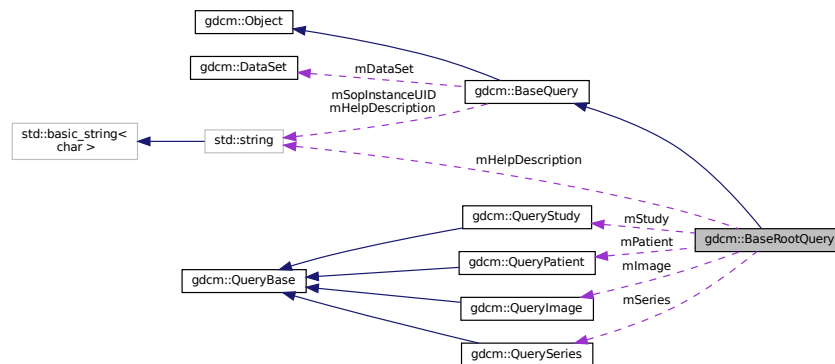 gdcm::Object
gdcm::DataSet
mDataSet
gdcm::BaseQuery
mSopInstanceUID
mHelpDescription
std::basic_string<
char >
std::string
mHelpDescription
gdcm::QueryStudy
mStudy
gdcm::BaseRootQuery
mPatient
gdcm::QueryPatient
mImage
gdcm::QueryBase
mSeries
gdcm::QueryImage
gdcm::QuerySeries